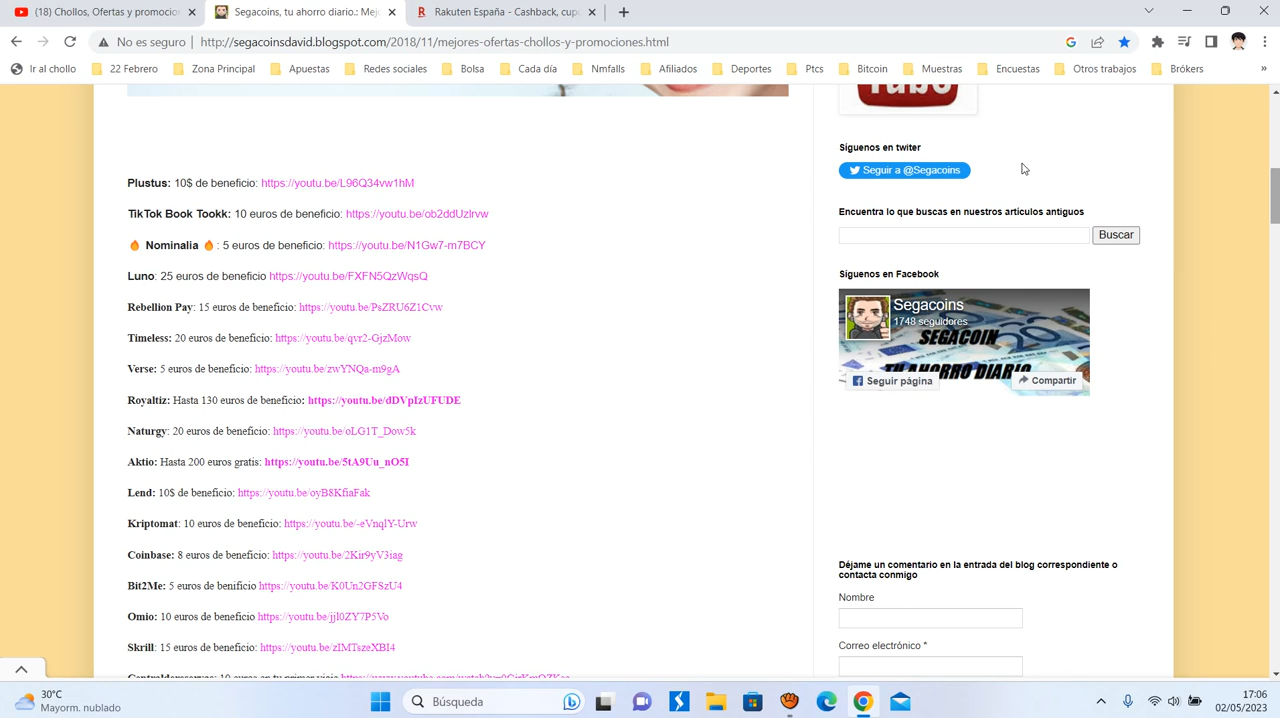 (18) Chollos, Ofertas y promocion
Segacoins, tu ahorro diario.: Mej
Rakuten España - Cashback, cupo
No es seguro | http://segacoinsdavid.blogspot.com/2018/11/mejores-ofertas-chollos-y-promociones.html
Ir al chollo
22 Febrero
Zona Principal
Apuestas
Redes sociales
Bolsa
Cada día
Nmfalls
Afiliados
Deportes
Ptcs
Bitcoin
Muestras
Encuestas
Otros trabajos
Brókers
»
Plustus: 10$ de beneficio: https://youtu.be/L96Q34vw1hM
TikTok Book Tookk: 10 euros de beneficio: https://youtu.be/ob2ddUzlrvw
🔥 Nominalia 🔥: 5 euros de beneficio: https://youtu.be/N1Gw7-m7BCY
Luno: 25 euros de beneficio https://youtu.be/FXFN5QzWqsQ
Rebellion Pay: 15 euros de beneficio: https://youtu.be/PsZRU6Z1Cvw
Timeless: 20 euros de beneficio: https://youtu.be/qvr2-GjzMow
Verse: 5 euros de beneficio: https://youtu.be/zwYNQa-m9gA
Royaltiz: Hasta 130 euros de beneficio: https://youtu.be/dDVpIzUFUDE
Naturgy: 20 euros de beneficio: https://youtu.be/oLG1T_Dow5k
Aktio: Hasta 200 euros gratis: https://youtu.be/5tA9Uu_nO5I
Lend: 10$ de beneficio: https://youtu.be/oyB8KfiaFak
Kriptomat: 10 euros de beneficio: https://youtu.be/-eVnqlY-Urw
Coinbase: 8 euros de beneficio: https://youtu.be/2Kir9yV3iag
Bit2Me: 5 euros de benificio https://youtu.be/K0Un2GFSzU4
Omio: 10 euros de beneficio https://youtu.be/jjI0ZY7P5Vo
Skrill: 15 euros de beneficio: https://youtu.be/zIMTszeXBI4
Tube
Síguenos en twiter
Seguir a @Segacoins
Encuentra lo que buscas en nuestros articulos antiguos
Buscar
Siguenos en Facebook
Segacoins
1748 seguidores
SEGACOIN
TU AHORRO DIARIO
Seguir página
Compartir
Déjame un comentario en la entrada del blog correspondiente o
contacta conmigo
Nombre
Correo electrónico *
30°C
Mayorm. nublado
Búsqueda
17:06
02/05/2023